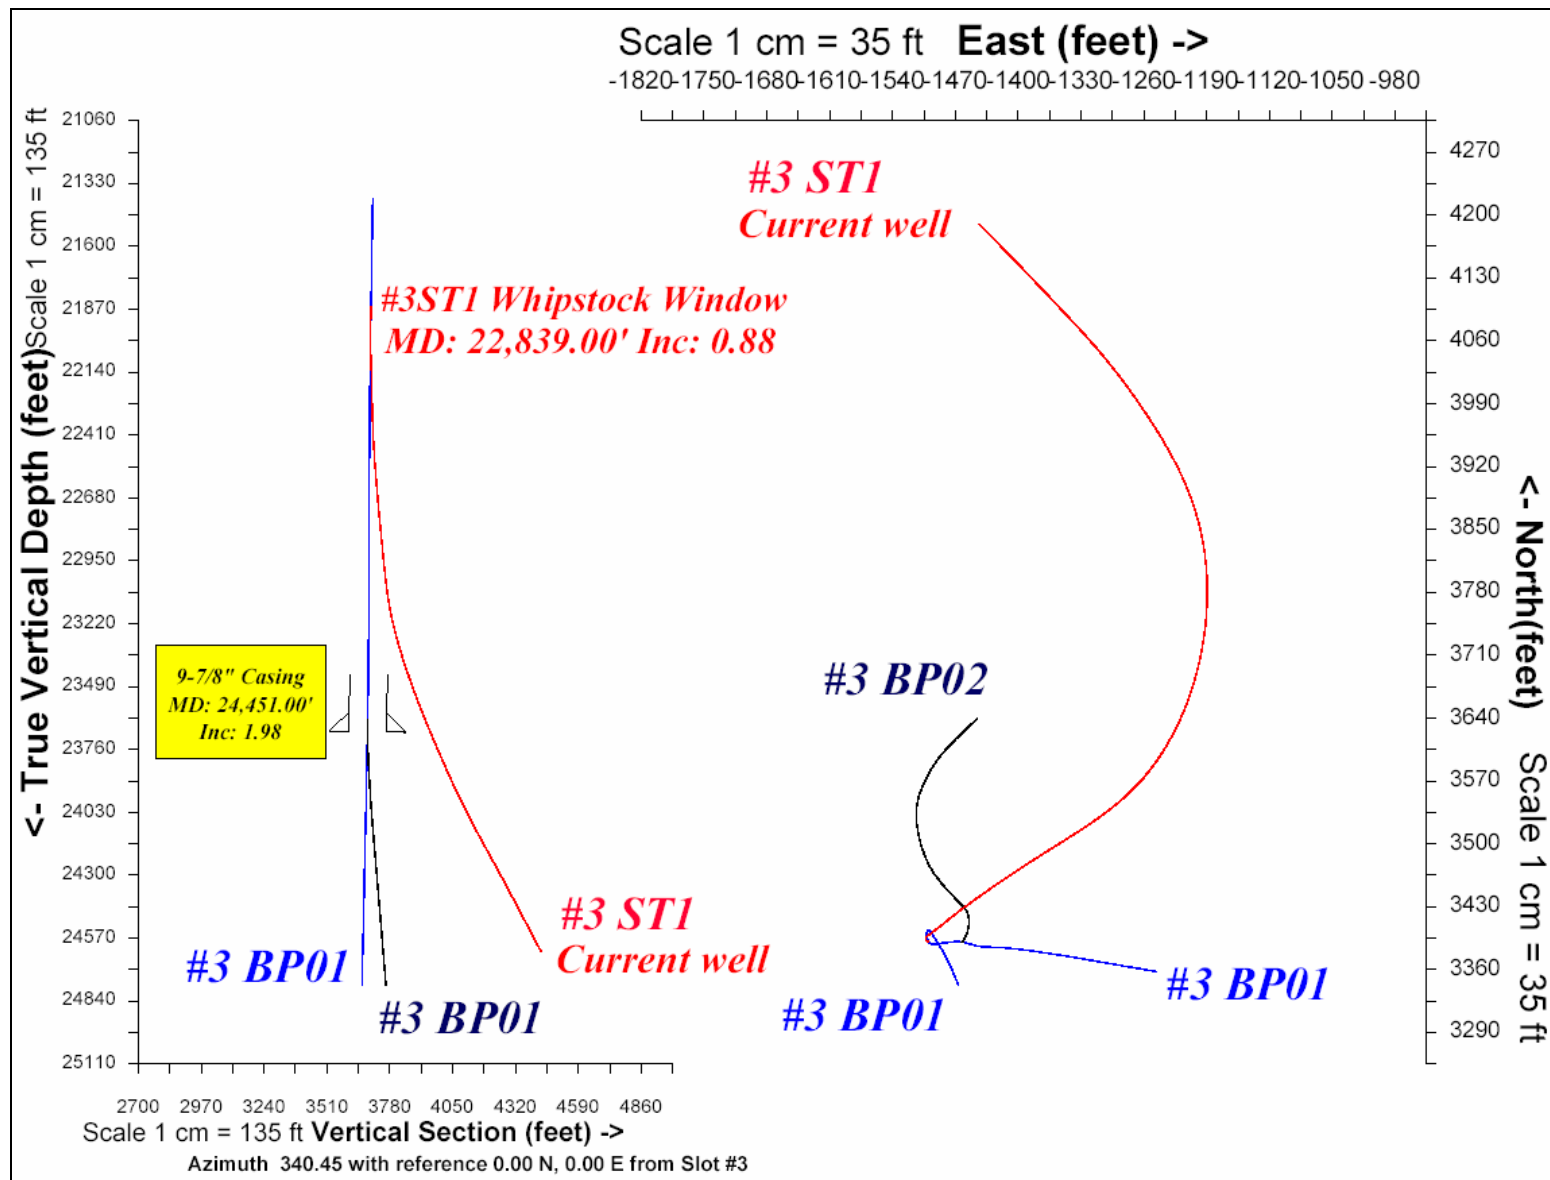 Scale 1 cm = 35 ft East (feet) ->
-1820 -1750 -1680 -1610 -1540 -1470 -1400 -1330 -1260 -1190 -1120 -1050 -980
<- True Vertical Depth (feet)
Scale 1 cm = 135 ft
21060
21330
21600
21870
22140
22410
22680
22950
23220
23490
23760
24030
24300
24570
24840
25110
#3ST1 Whipstock Window
MD: 22,839.00' Inc: 0.88
9-7/8" Casing
MD: 24,451.00'
Inc: 1.98
#3 ST1
Current well
#3 BP01
#3 BP01
2700 2970 3240 3510 3780 4050 4320 4590 4860
Scale 1 cm = 135 ft Vertical Section (feet) ->
Azimuth 340.45 with reference 0.00 N, 0.00 E from Slot #3
#3 ST1
Current well
#3 BP02
#3 BP01
#3 BP01
4270
4200
4130
4060
3990
3920
3850
3780
3710
3640
3570
3500
3430
3360
3290
<- North(feet)
Scale 1 cm = 35 ft